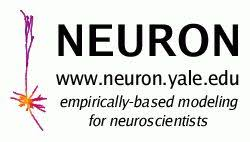 NEURON
www.neuron.yale.edu
empirically-based modeling
for neuroscientists